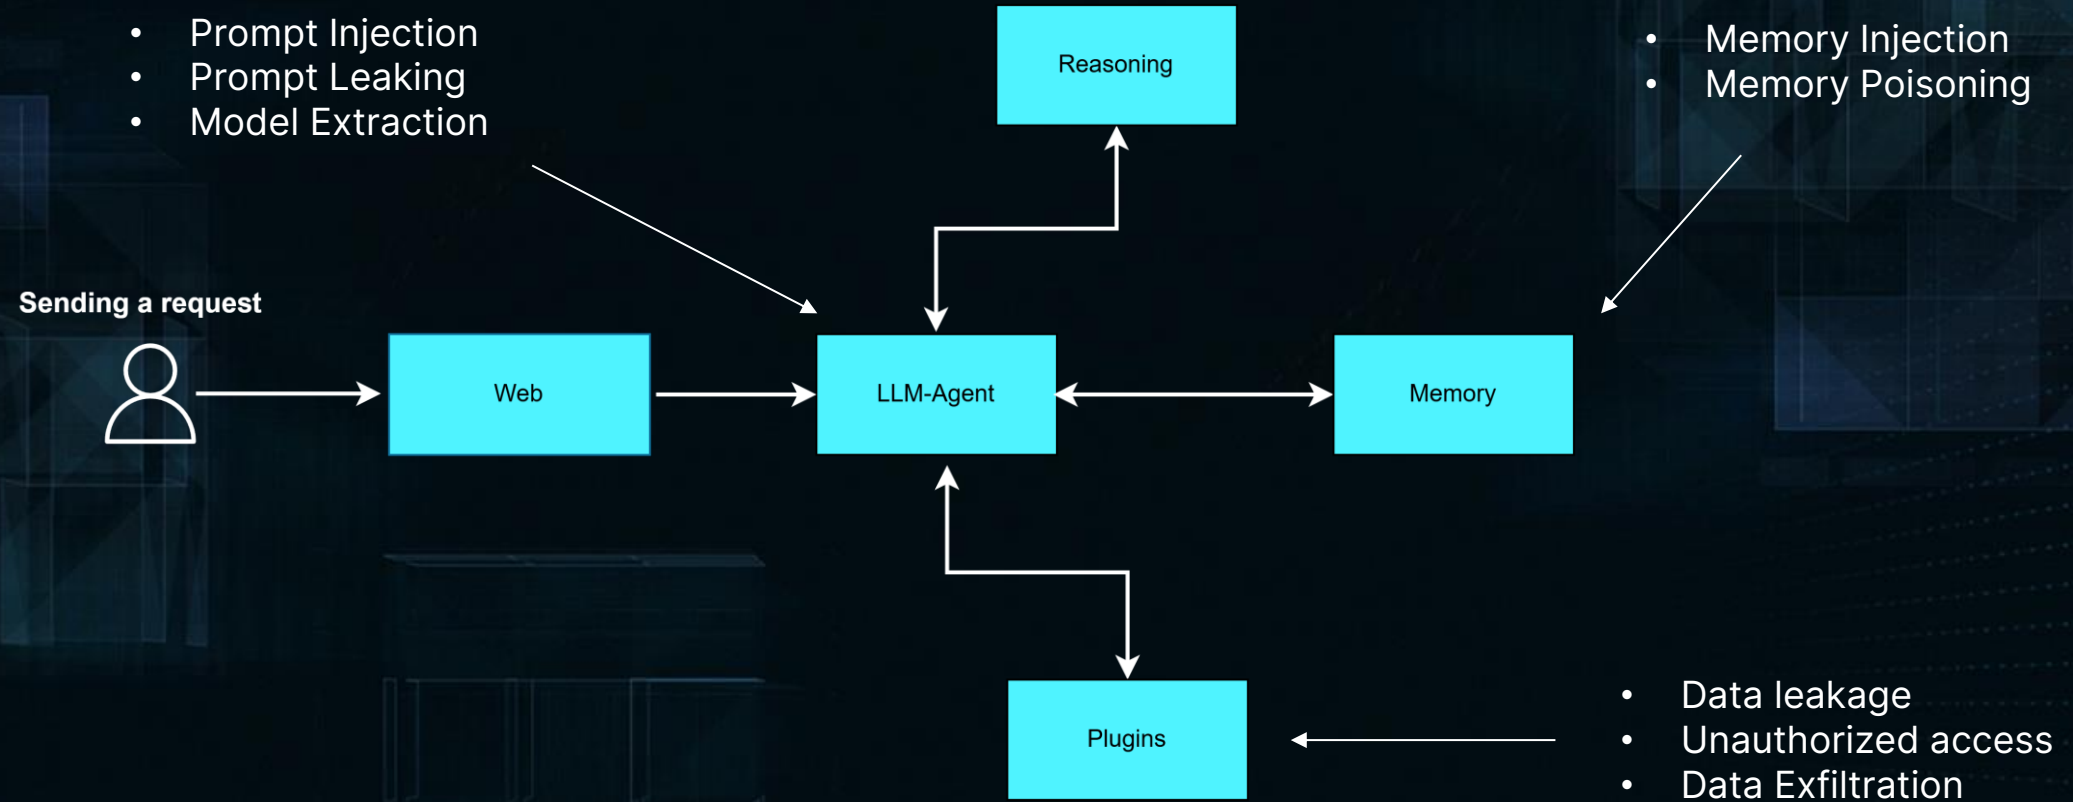 • Prompt Injection
• Prompt Leaking
• Model Extraction
Reasoning
• Memory Injection
• Memory Poisoning
Sending a request
Web
LLM-Agent
Memory
Plugins
• Data leakage
• Unauthorized access
• Data Exfiltration